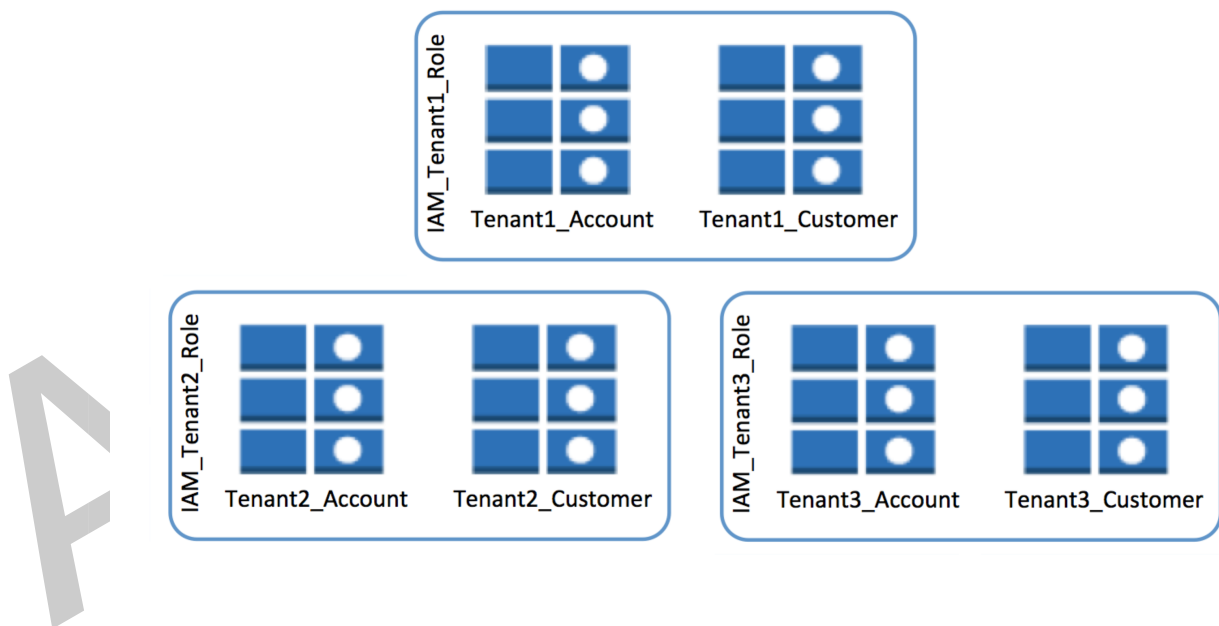 IAM_Tenant1_Role
Tenant1_Account
Tenant1_Customer
IAM_Tenant2_Role
Tenant2_Account
Tenant2_Customer
IAM_Tenant3_Role
Tenant3_Account
Tenant3_Customer